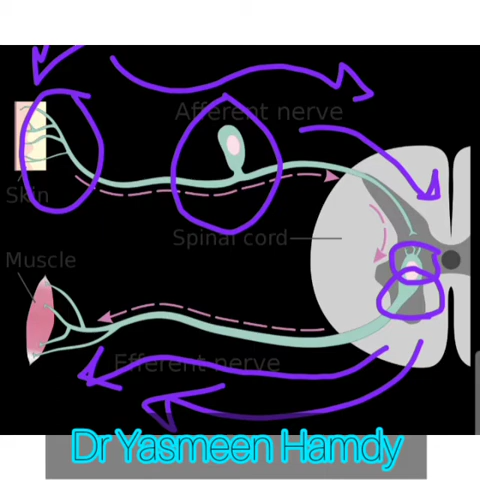 Afferent nerve
Skin
Spinal cord
Muscle
Efferent nerve
Dr Yasmeen Hamdy